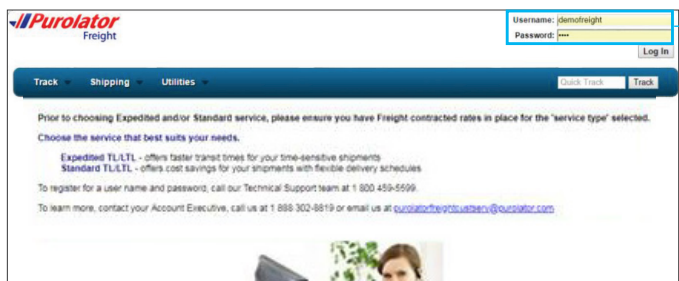 Purolator
Freight
Username: demofreight
Password: ••••
Log In
Track Shipping Utilities Quick Track Track
Prior to choosing Expedited and/or Standard service, please ensure you have Freight contracted rates in place for the 'service type' selected.
Choose the service that best suits your needs.
Expedited TL/LTL - offers faster transit times for your time-sensitive shipments
Standard TL/LTL - offers cost savings for your shipments with flexible delivery schedules
To register for a user name and password, call our Technical Support team at 1 800 459-5599.
To learn more, contact your Account Executive, call us at 1 888 302-8819 or email us at purolatorfreightcustserv@purolator.com